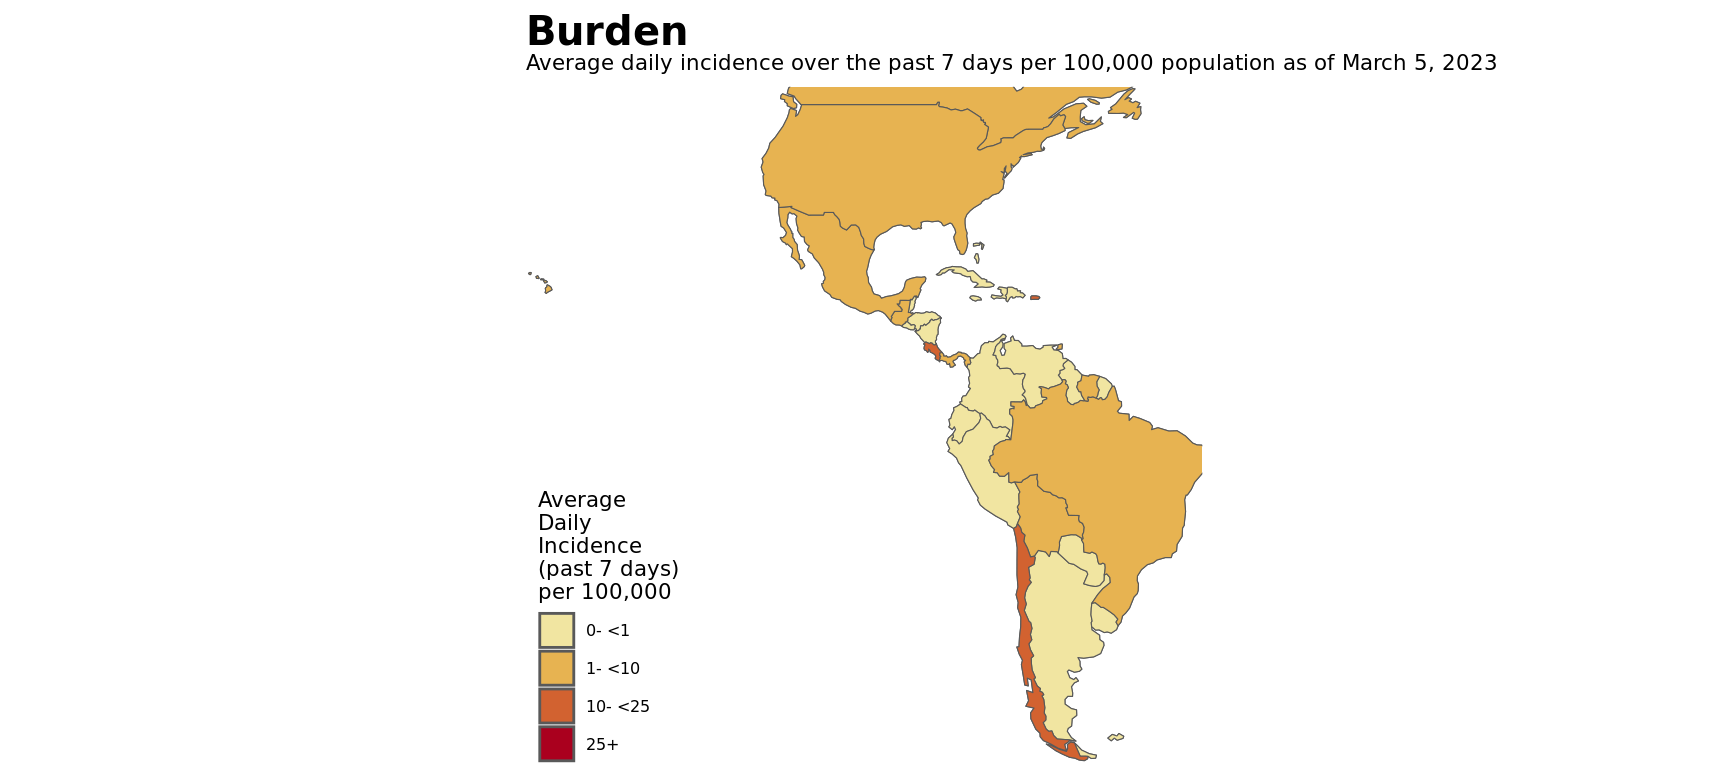 Burden
Average daily incidence over the past 7 days per 100,000 population as of March 5, 2023
Average
Daily
Incidence
(past 7 days)
per 100,000
0- <1
1- <10
10- <25
25+